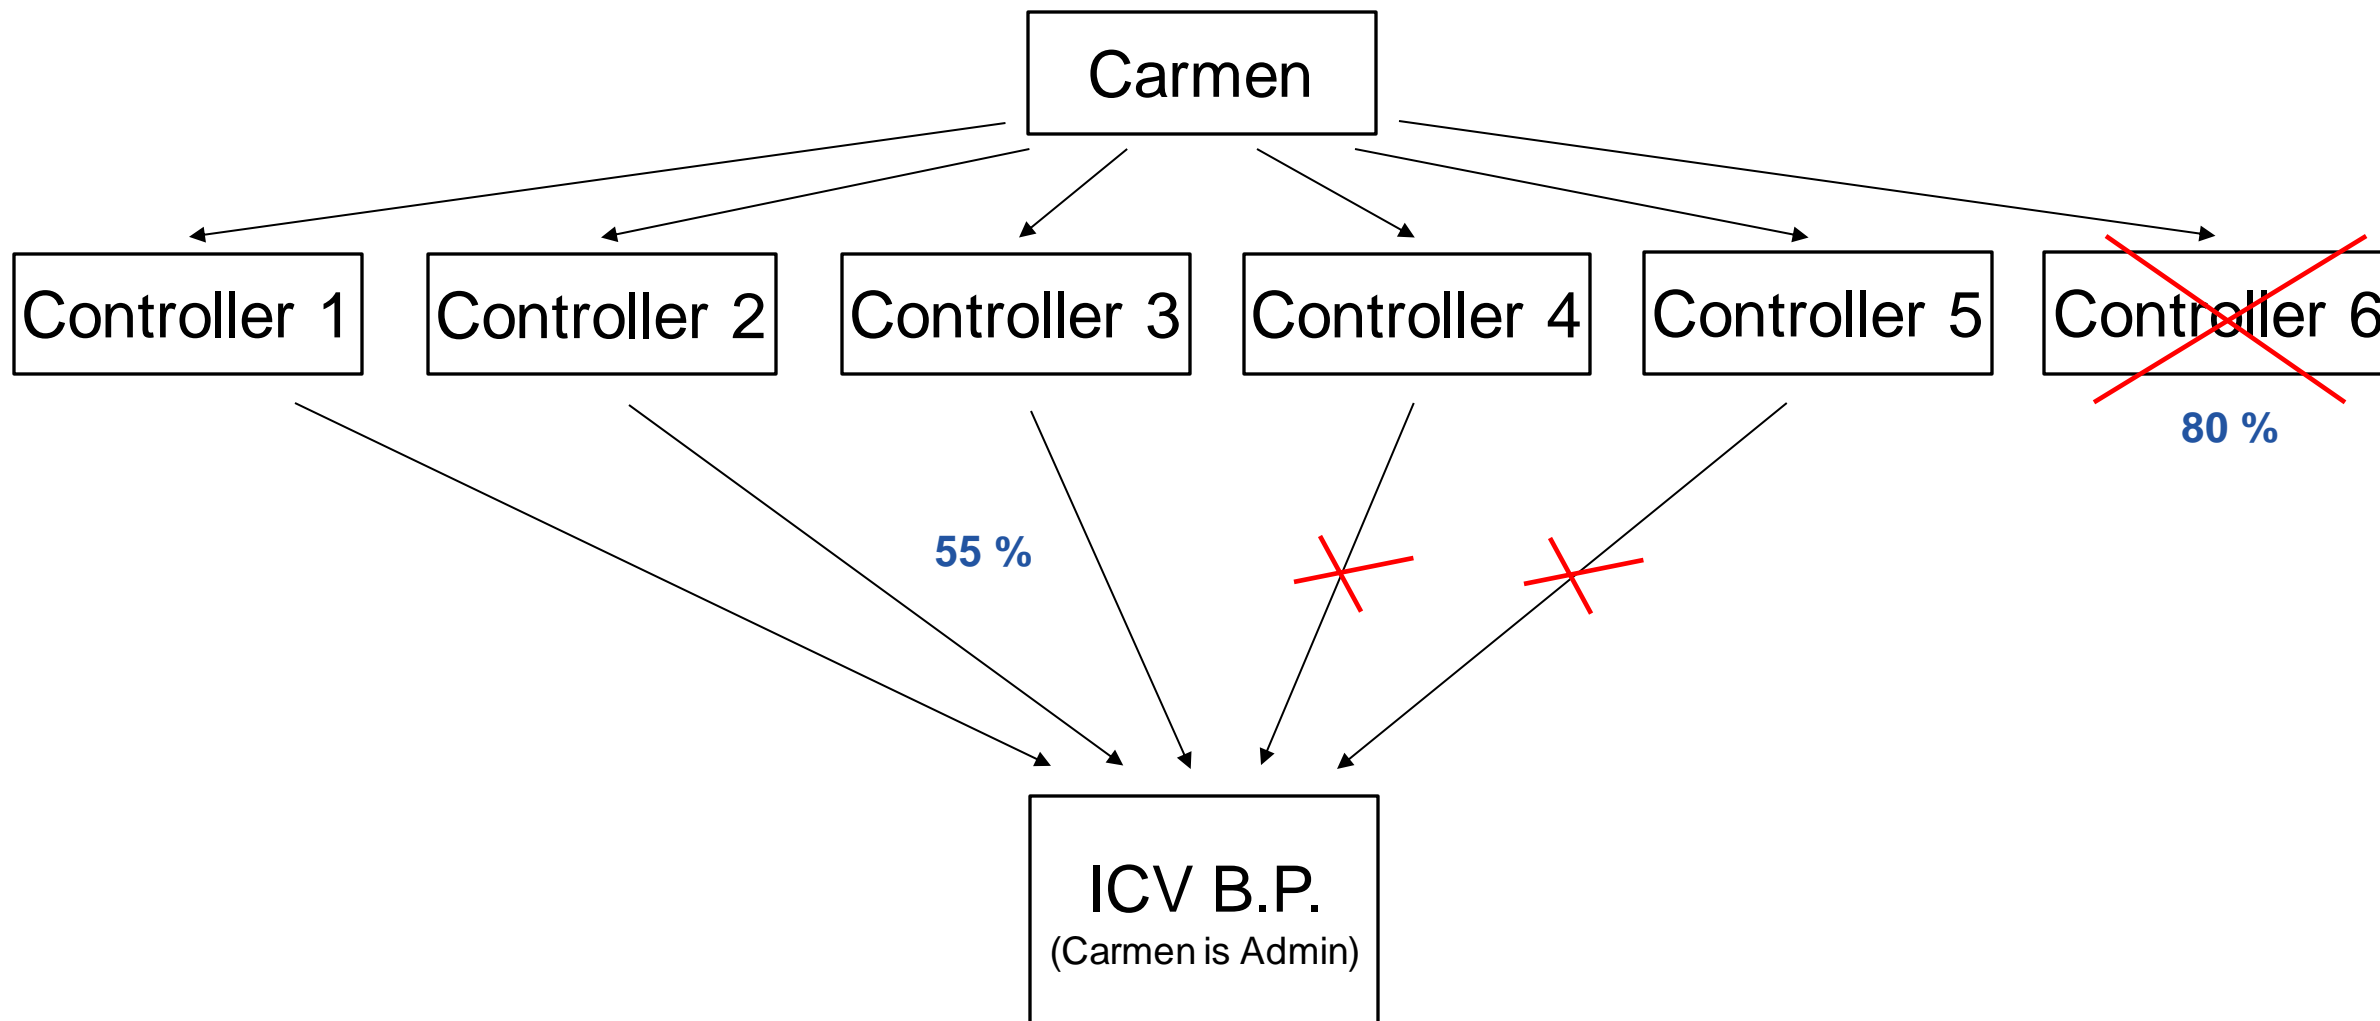 Carmen
Controller 1
Controller 2
Controller 3
Controller 4
Controller 5
Controller 6
80 %
55 %
ICV B.P.
(Carmen is Admin)